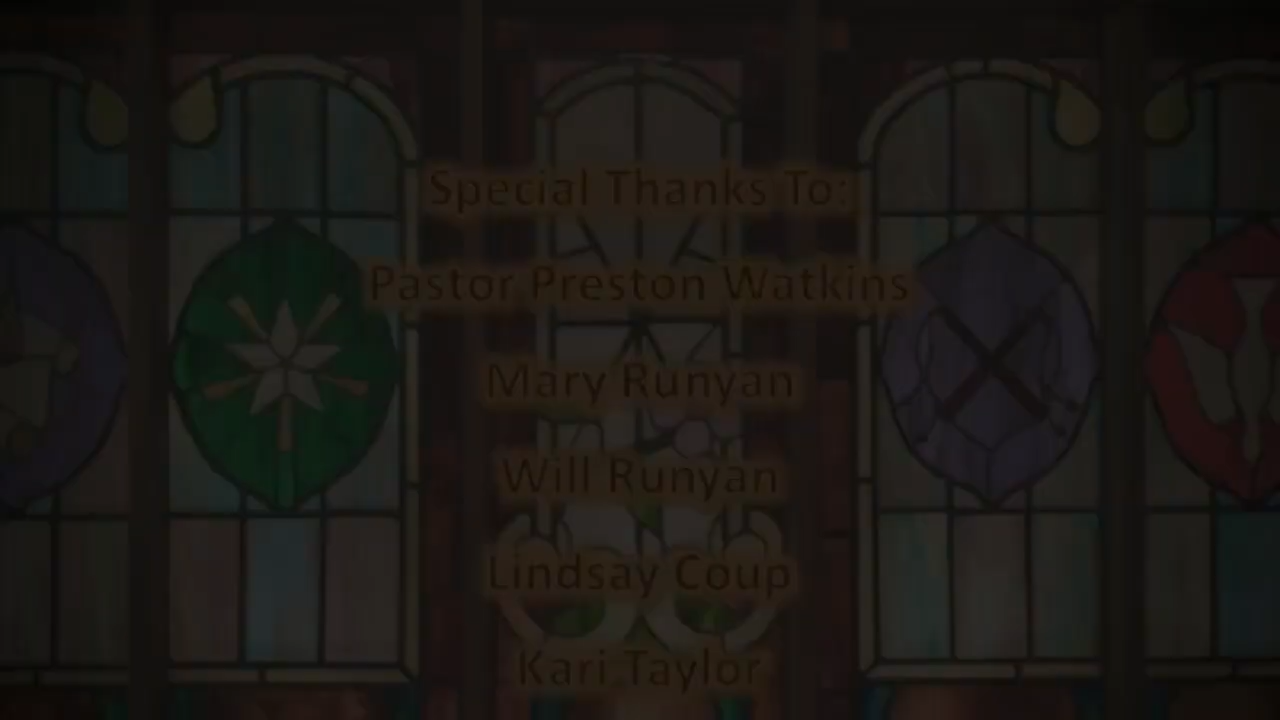 Special Thanks To:
Pastor Preston Watkins
Mary Runyan
Will Runyan
Lindsay Coup
Kari Taylor